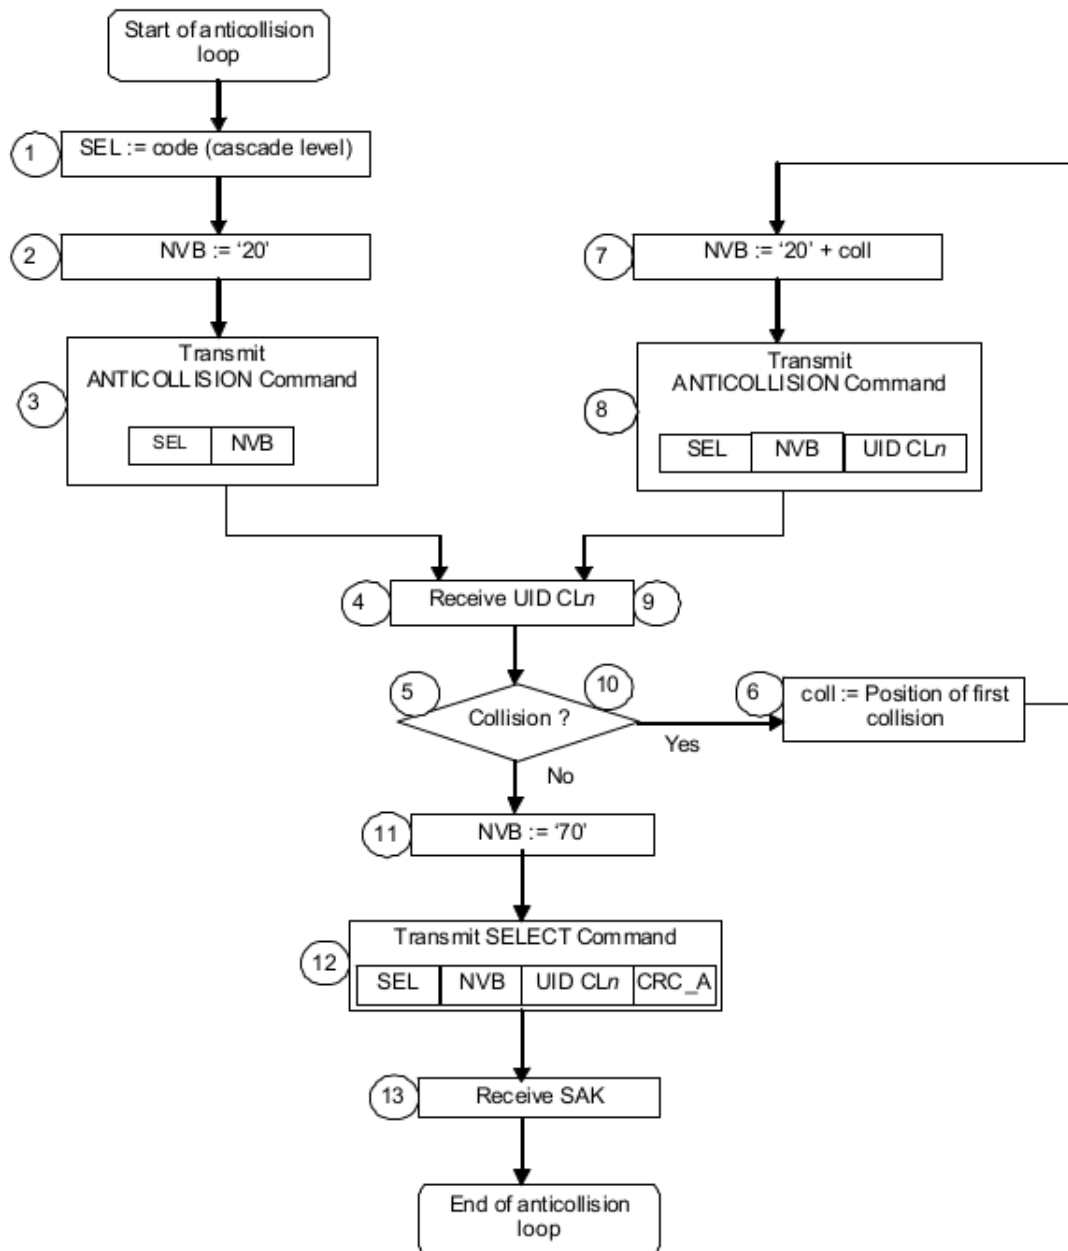 Start of anticollision
loop
1
SEL := code (cascade level)
2
NVB := ‘20’
3
Transmit
ANTICOLLISION Command
SEL NVB
7
NVB := ‘20’ + coll
8
Transmit
ANTICOLLISION Command
SEL NVB UID CLn
4
Receive UID CLn
9
5
Collision ?
10
Yes
No
6
coll := Position of first
collision
11
NVB := ‘70’
12
Transmit SELECT Command
SEL NVB UID CLn CRC_A
13
Receive SAK
End of anticollision
loop